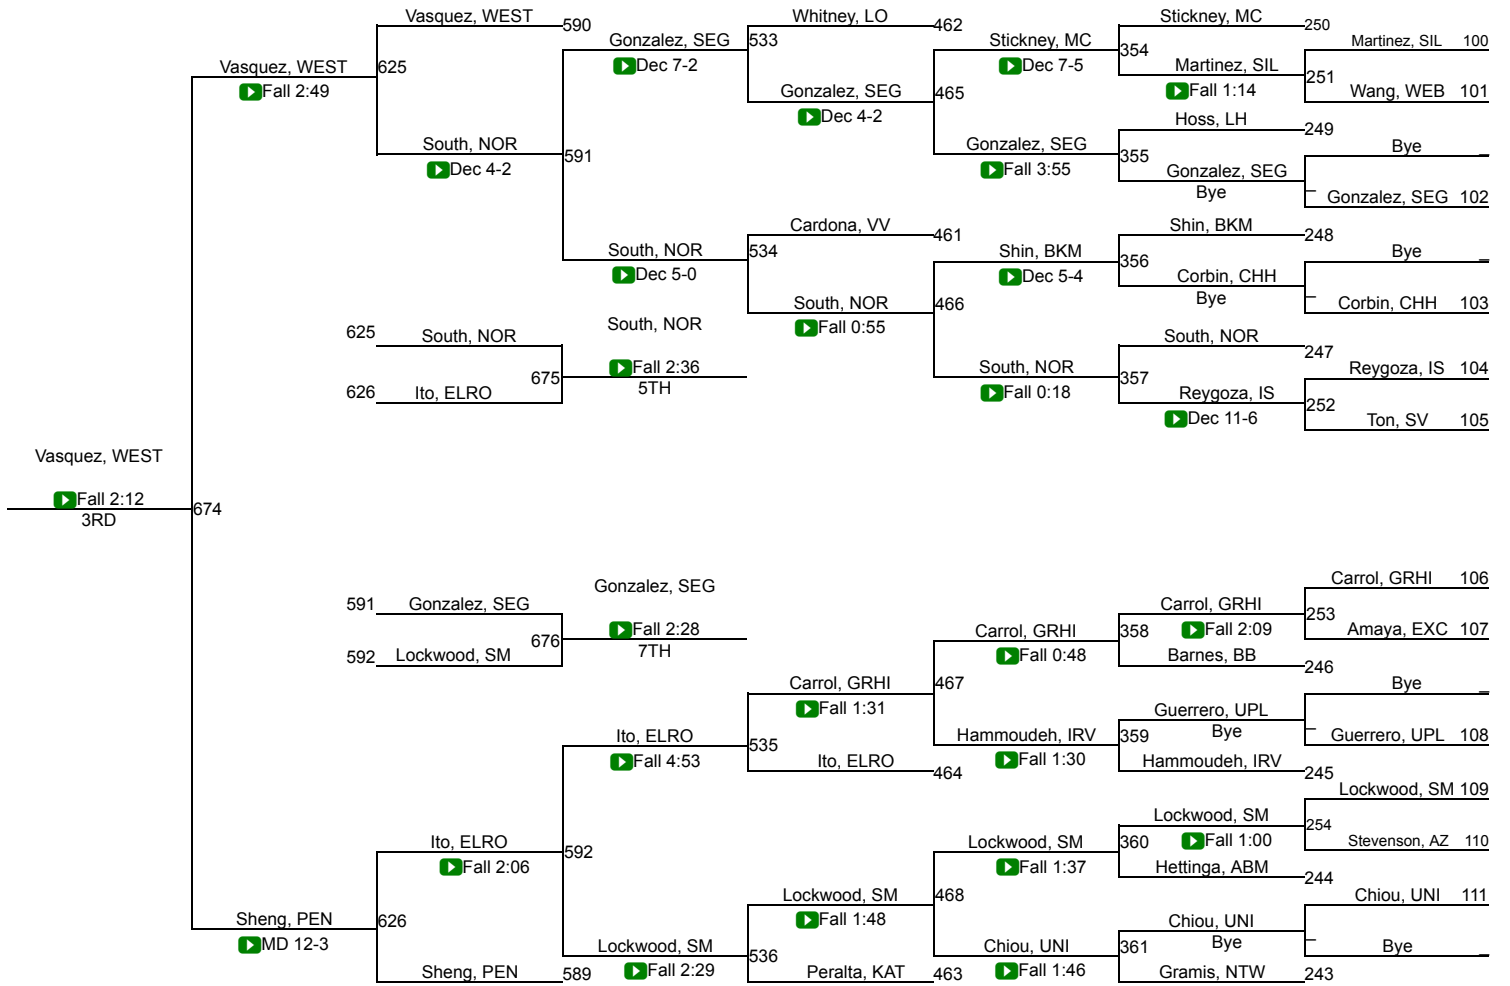 Vasquez, WEST 590 Whitney, LO 462 Stickney, MC 250
Gonzalez, SEG 533 Stickney, MC 354 Martinez, SIL 100
Vasquez, WEST 625 Dec 7-2 Dec 7-5 Martinez, SIL 251
Fall 2:49 Gonzalez, SEG 465 Fall 1:14 Wang, WEB 101
Dec 4-2 Hoss, LH 249
South, NOR 591 Gonzalez, SEG 355 Bye _
Dec 4-2 Fall 3:55 Gonzalez, SEG _
Bye Gonzalez, SEG 102
Cardona, VV 461 Shin, BKM 248
South, NOR 534 Shin, BKM 356 Bye _
Dec 5-0 Dec 5-4 Corbin, CHH _
South, NOR 466 Bye Corbin, CHH 103
625 South, NOR South, NOR Fall 0:55 South, NOR 247
Fall 2:36 South, NOR 357 Reygoza, IS 104
626 Ito, ELRO 675 5TH Fall 0:18 Reygoza, IS 252
Dec 11-6 Ton, SV 105
Vasquez, WEST
Fall 2:12 674
3RD
Gonzalez, SEG Carrol, GRHI 106
591 Gonzalez, SEG Carrol, GRHI 253
676 Fall 2:28 Carrol, GRHI 358 Fall 2:09 Amaya, EXC 107
592 Lockwood, SM 7TH Fall 0:48 Barnes, BB 246
Carrol, GRHI 467 Bye _
Fall 1:31 Guerrero, UPL _
Ito, ELRO 535 Hammoudeh, IRV 359 Bye Guerrero, UPL 108
Fall 4:53 Ito, ELRO 464 Fall 1:30 Hammoudeh, IRV 245
Lockwood, SM 109
Lockwood, SM 254
Ito, ELRO 592 Lockwood, SM 360 Fall 1:00 Stevenson, AZ 110
Fall 2:06 Fall 1:37 Hettinga, ABM 244
Lockwood, SM 468 Chiou, UNI 111
Sheng, PEN 626 Fall 1:48 Chiou, UNI _
MD 12-3 Lockwood, SM 536 Chiou, UNI 361 Bye Bye _
Sheng, PEN 589 Fall 2:29 Peralta, KAT 463 Fall 1:46 Gramis, NTW 243